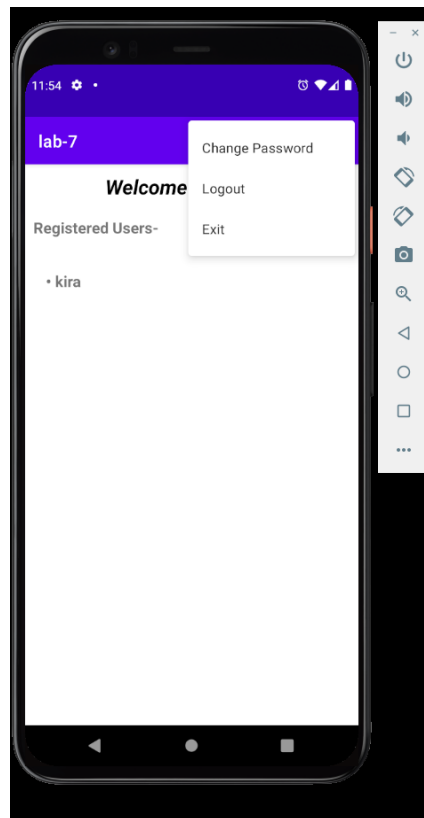 11:54
lab-7
Change Password
Welcome
Logout
Registered Users-
Exit
• kira